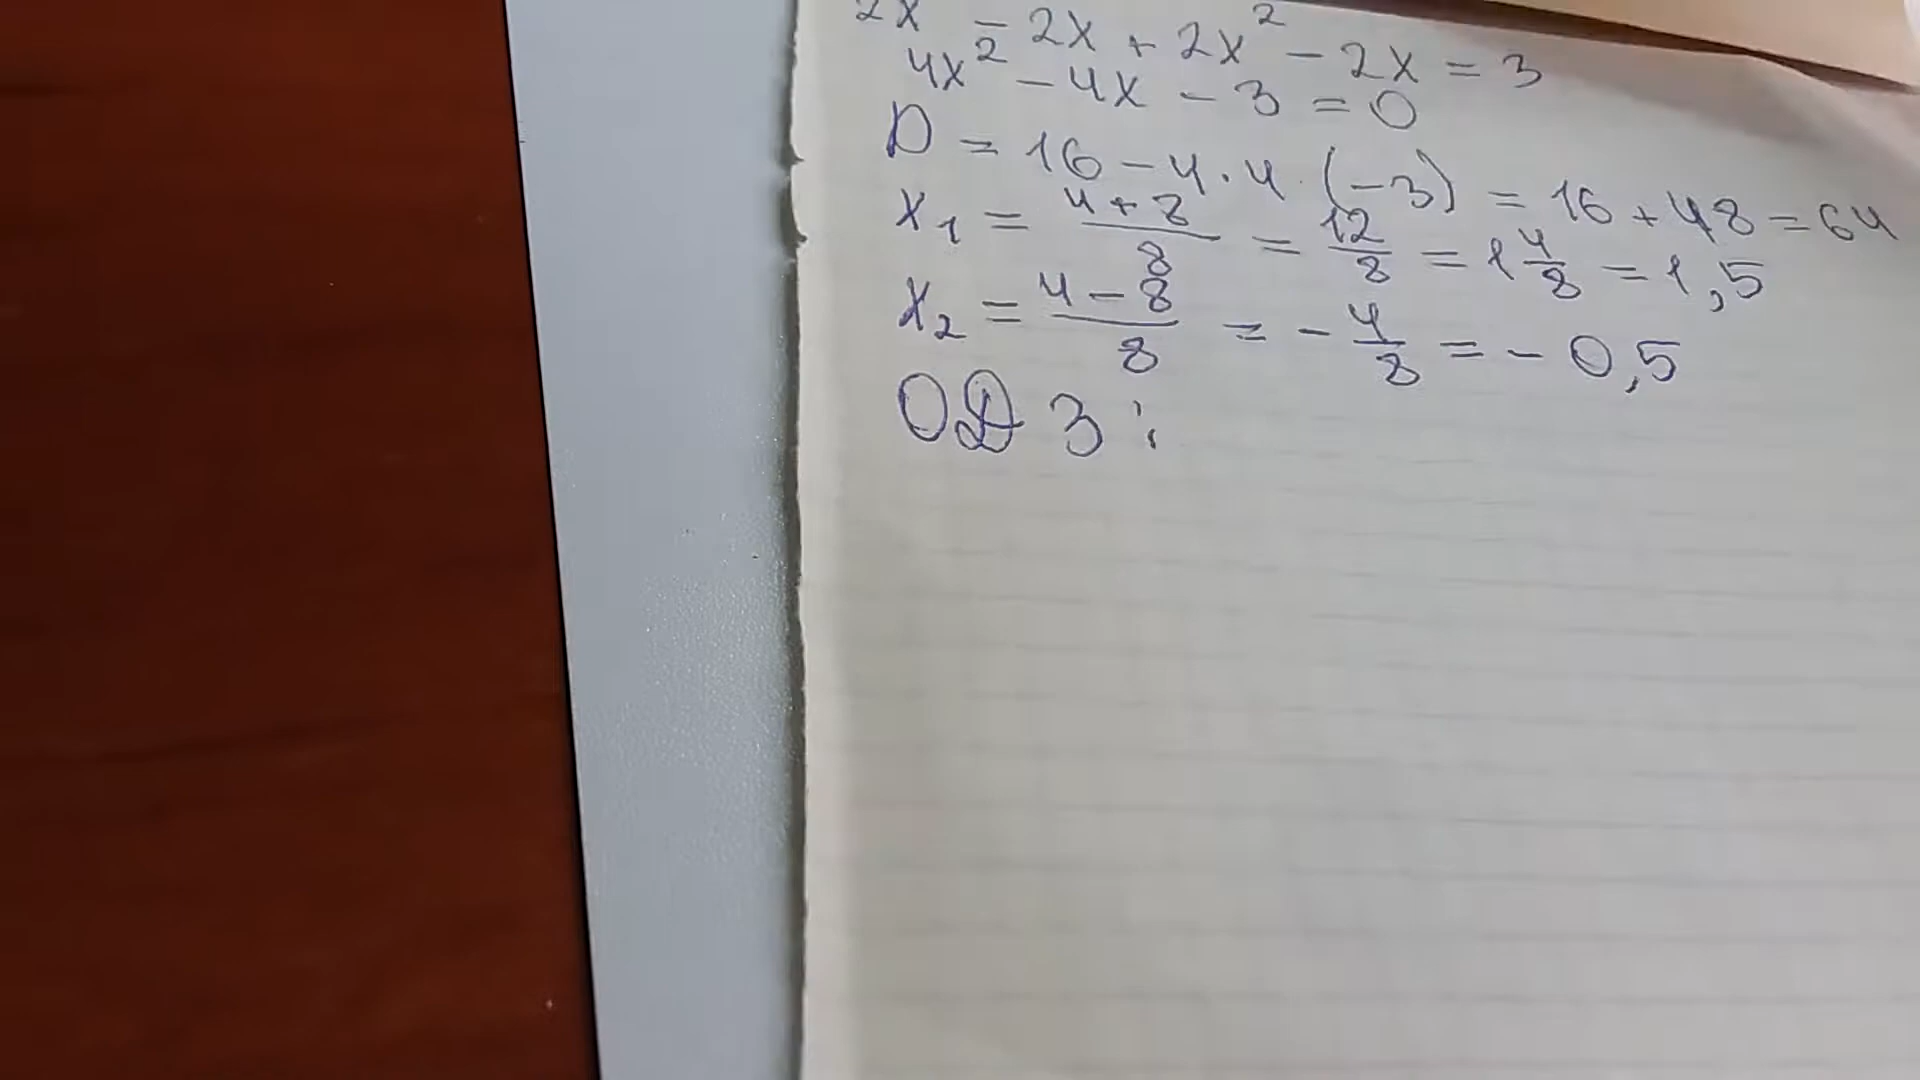 2x² - 2x + 2x² - 2x = 3
4x² - 4x - 3 = 0
D = 16 - 4 · 4 · (-3) = 16 + 48 = 64
x₁ = (4+8)/8 = 12/8 = 1 4/8 = 1,5
x₂ = (4-8)/8 = -4/8 = -0,5
ОДЗ: